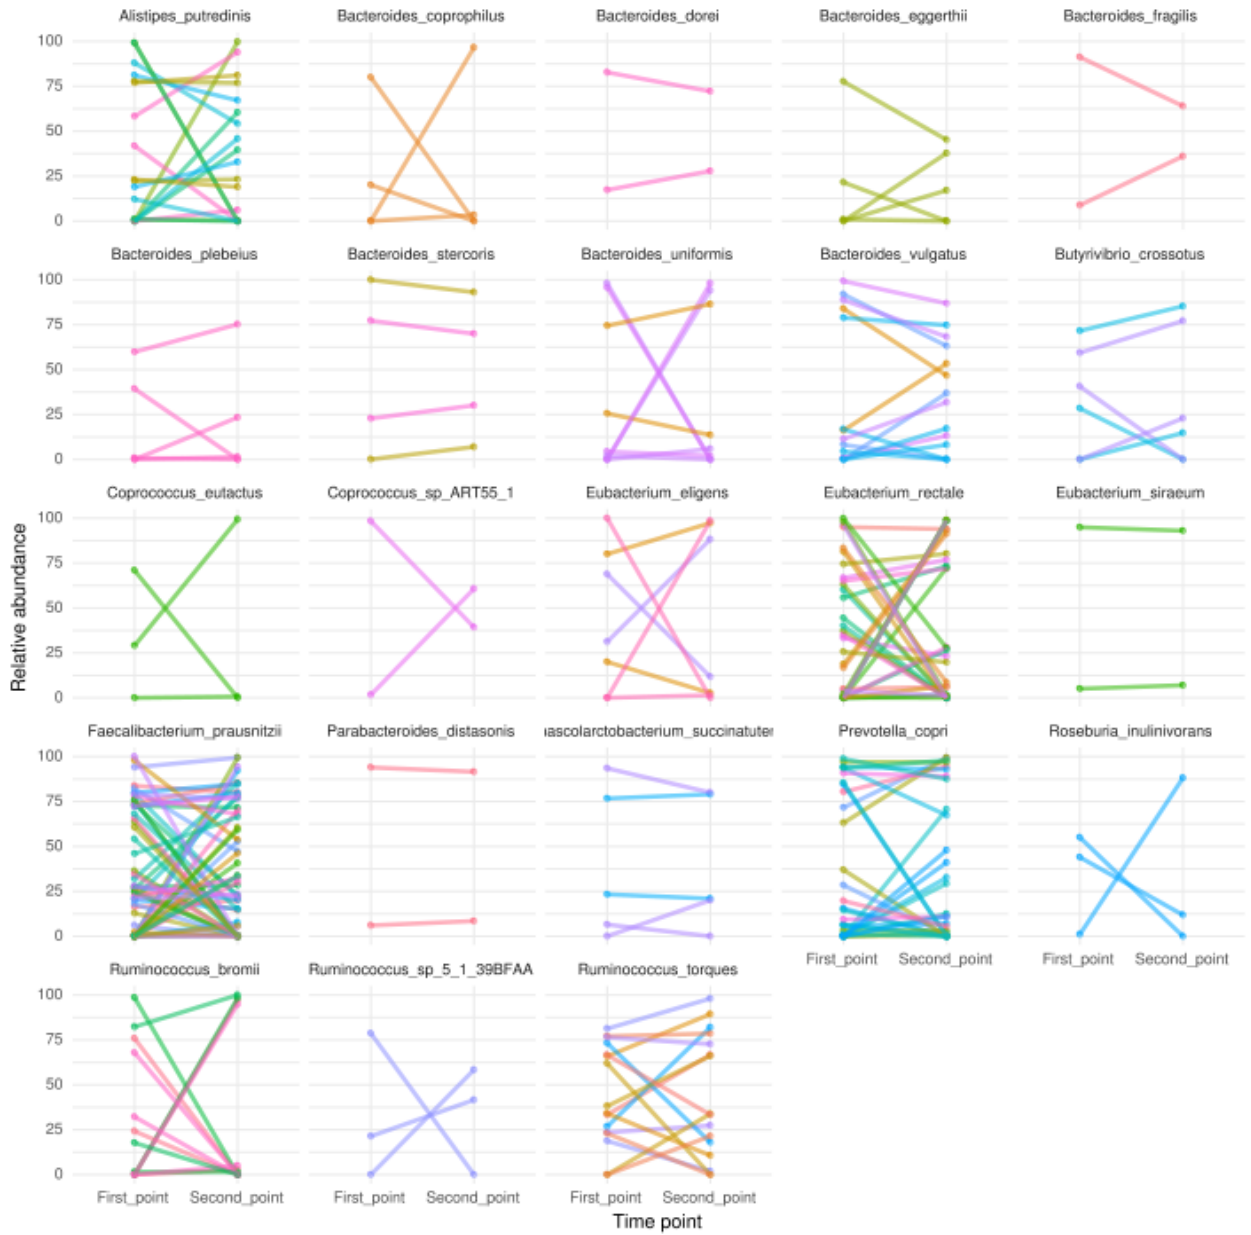 Alistipes_putredinis Bacteroides_coprophilus Bacteroides_dorei Bacteroides_eggerthii Bacteroides_fragilis
100
75
50
25
0
Bacteroides_plebeius Bacteroides_stercoris Bacteroides_uniformis Bacteroides_vulgatus Butyrivibrio_crossotus
100
75
50
25
0
Coprococcus_eutactus Coprococcus_sp_ART55_1 Eubacterium_eligens Eubacterium_rectale Eubacterium_siraeum
100
75
50
25
0
Relative abundance
Faecalibacterium_prausnitzii Parabacteroides_distasonis ascolarctobacterium_succinatuter Prevotella_copri Roseburia_inulinivorans
100
75
50
25
0
First_point Second_point First_point Second_point
Ruminococcus_bromii Ruminococcus_sp_5_1_39BFAA Ruminococcus_torques
100
75
50
25
0
First_point Second_point First_point Second_point First_point Second_point
Time point